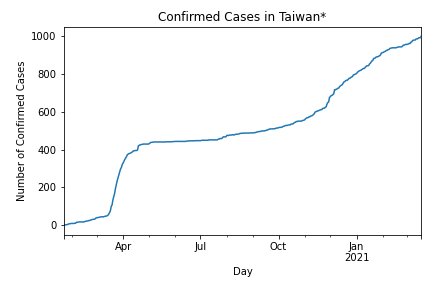 Confirmed Cases in Taiwan*
1000
800
600
400
200
0
Number of Confirmed Cases
Apr
Jul
Oct
Jan
2021
Day